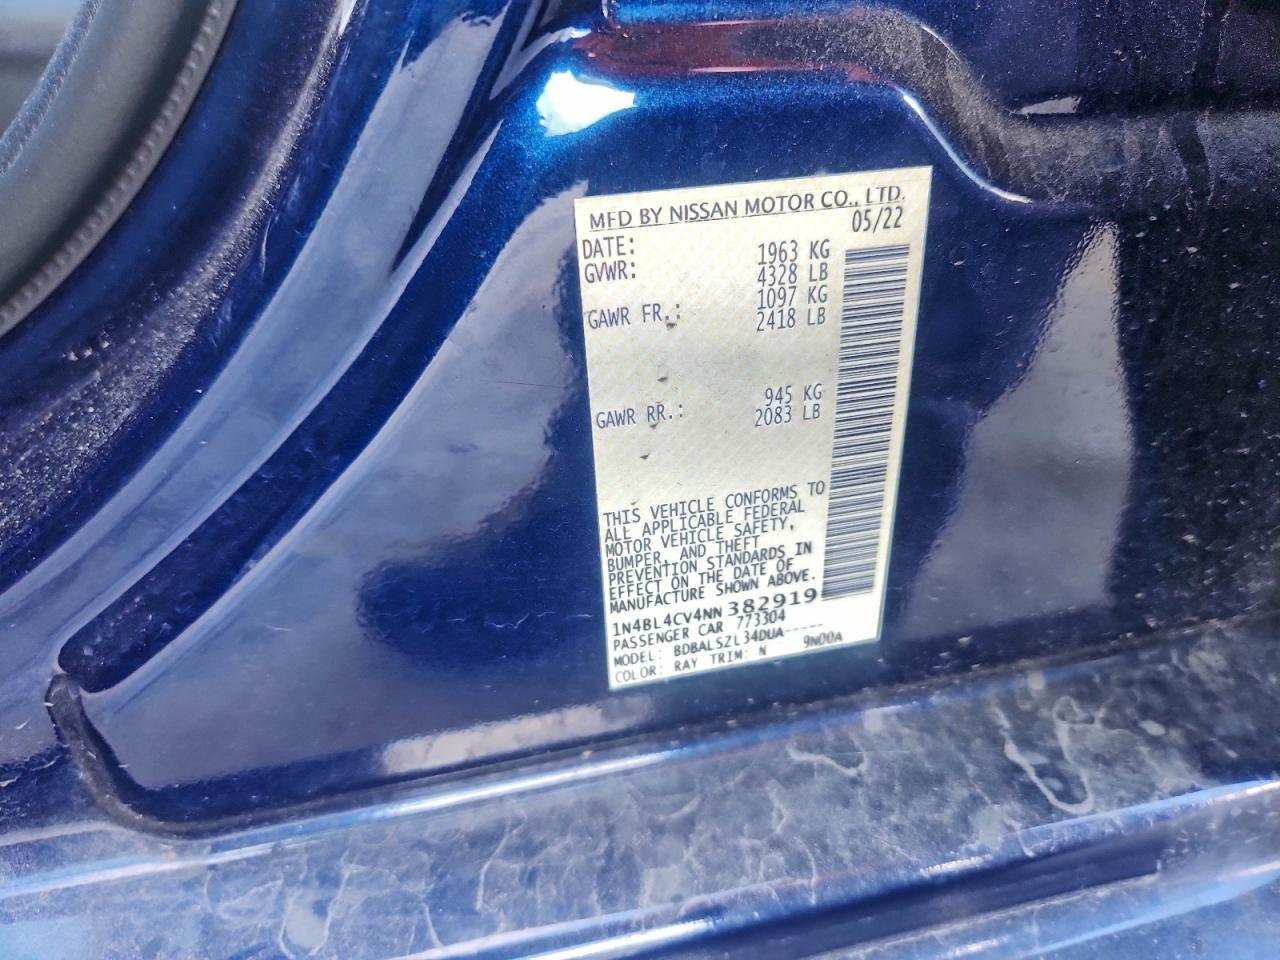 MFD BY NISSAN MOTOR CO., LTD.
DATE: 05/22
GVWR: 1963 KG
4328 LB
GAWR FR.: 1097 KG
2418 LB
GAWR RR.: 945 KG
2083 LB
THIS VEHICLE CONFORMS TO
ALL APPLICABLE FEDERAL
MOTOR VEHICLE SAFETY,
BUMPER, AND THEFT
PREVENTION STANDARDS IN
EFFECT ON THE DATE OF
MANUFACTURE SHOWN ABOVE.
1N4BL4CV4NN 382919
PASSENGER CAR 773304
MODEL: BDBALSZL34DUA-----
COLOR: RAY TRIM: N 9N00A